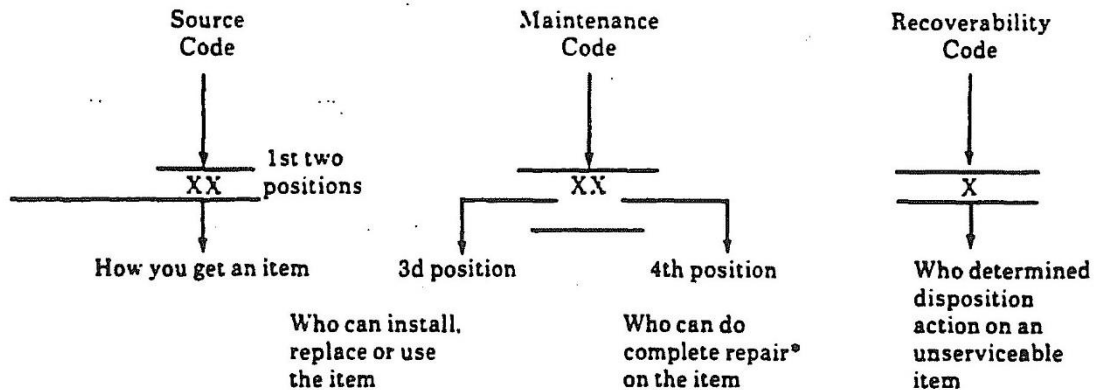 Source
Code
Maintenance
Code
Recoverability
Code
XX
1st two
positions
XX
X
How you get an item
3d position
4th position
Who determined
disposition
action on an
unserviceable
item
Who can install,
replace or use
the item
Who can do
complete repair*
on the item